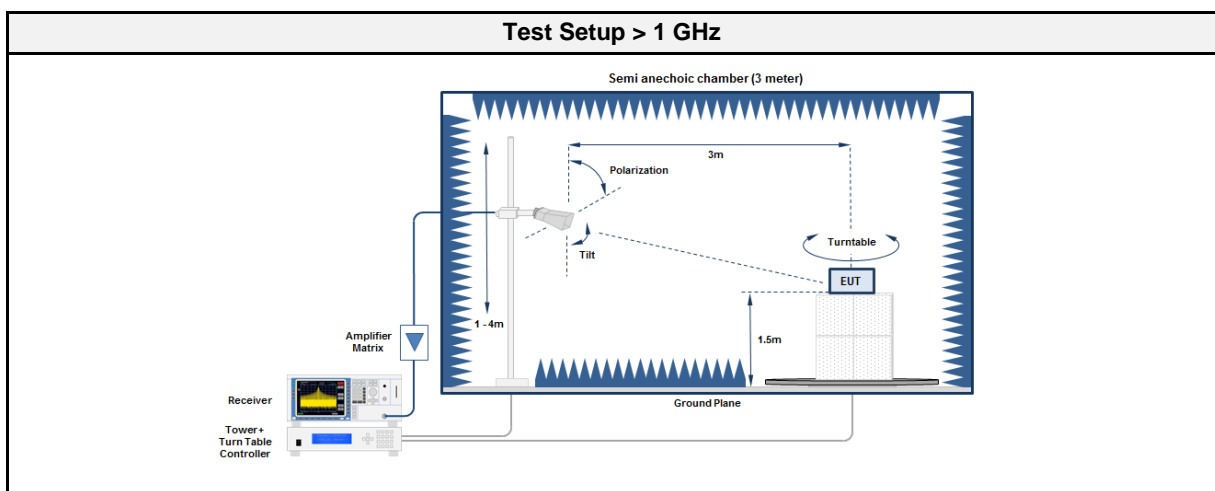 Test Setup > 1 GHz
Semi anechoic chamber (3 meter)
3m
Polarization
Turntable
Tilt
EUT
1 - 4m
1.5m
Amplifier
Matrix
Ground Plane
Receiver
Tower+
Turn Table
Controller